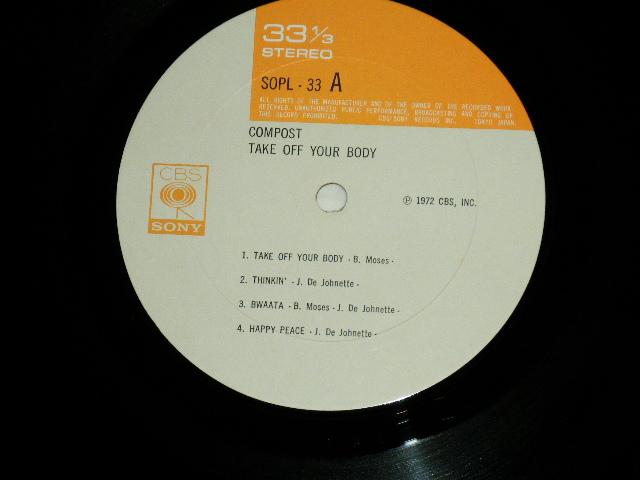 33 1/3
STEREO
SOPL - 33 A
ALL RIGHTS OF THE MANUFACTURER AND OF THE OWNER OF THE RECORDED WORK
RESERVED. UNAUTHORIZED PUBLIC PERFORMANCE, BROADCASTING AND COPYING OF
THIS RECORD PROHIBITED. CBS/SONY RECORDS INC. TOKYO JAPAN.
COMPOST
TAKE OFF YOUR BODY
CBS
SONY
℗ 1972 CBS, INC.
1. TAKE OFF YOUR BODY - B. Moses -
2. THINKIN' - J. De Johnette -
3. BWAATA - B. Moses - J. De Johnette -
4. HAPPY PEACE - J. De Johnette -